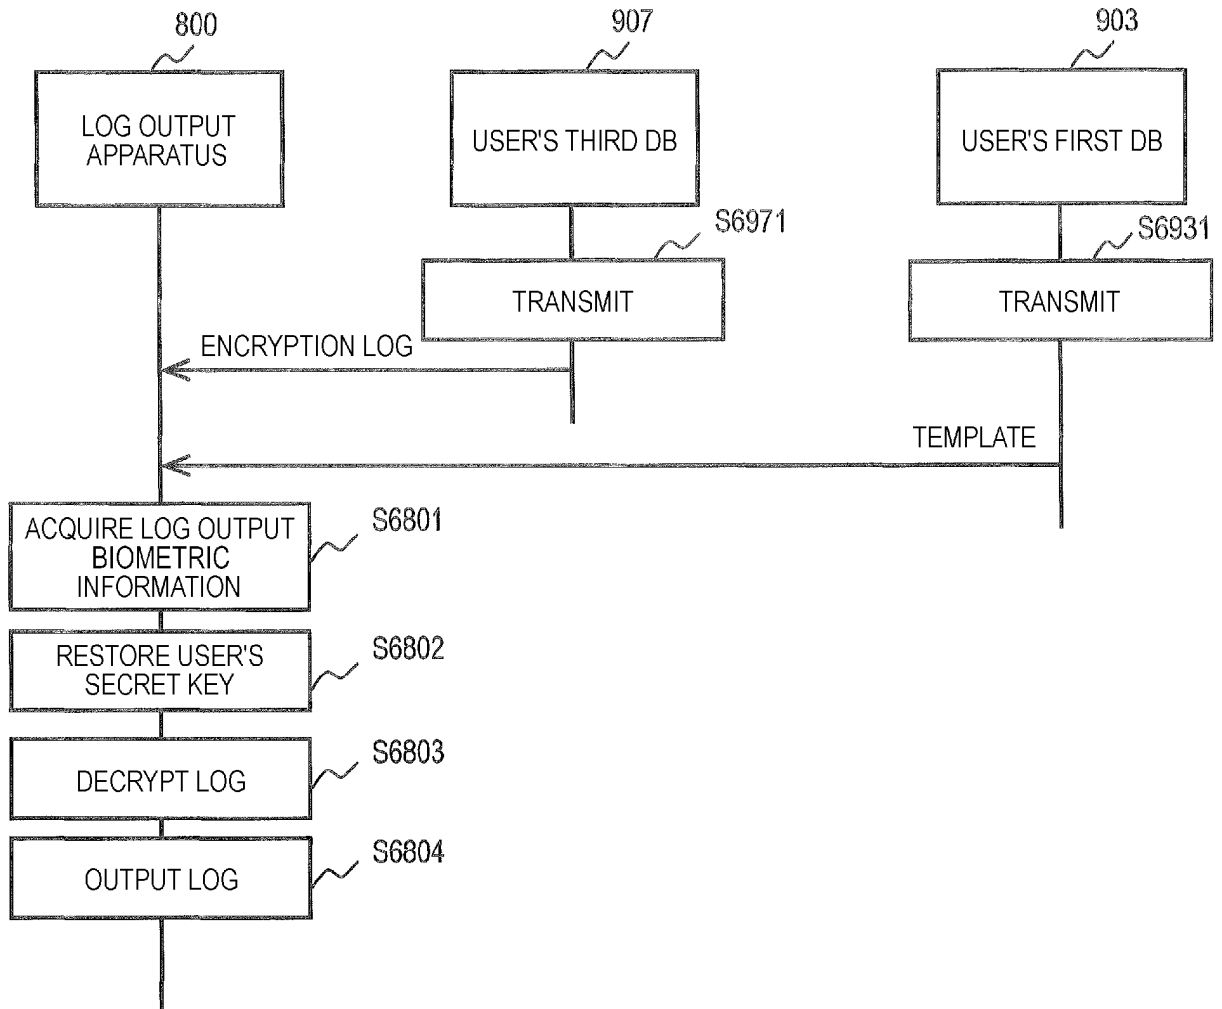 800
907
903
LOG OUTPUT
APPARATUS
USER'S THIRD DB
USER'S FIRST DB
S6971
S6931
TRANSMIT
TRANSMIT
ENCRYPTION LOG
TEMPLATE
ACQUIRE LOG OUTPUT
BIOMETRIC
INFORMATION
S6801
RESTORE USER'S
SECRET KEY
S6802
DECRYPT LOG
S6803
OUTPUT LOG
S6804